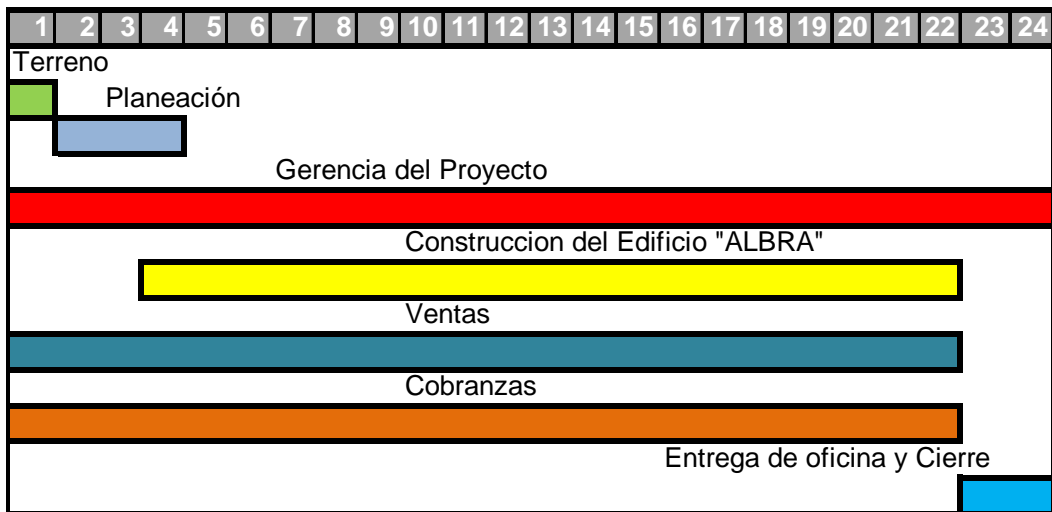 1 2 3 4 5 6 7 8 9 10 11 12 13 14 15 16 17 18 19 20 21 22 23 24
Terreno
Planeación
Gerencia del Proyecto
Construccion del Edificio "ALBRA"
Ventas
Cobranzas
Entrega de oficina y Cierre